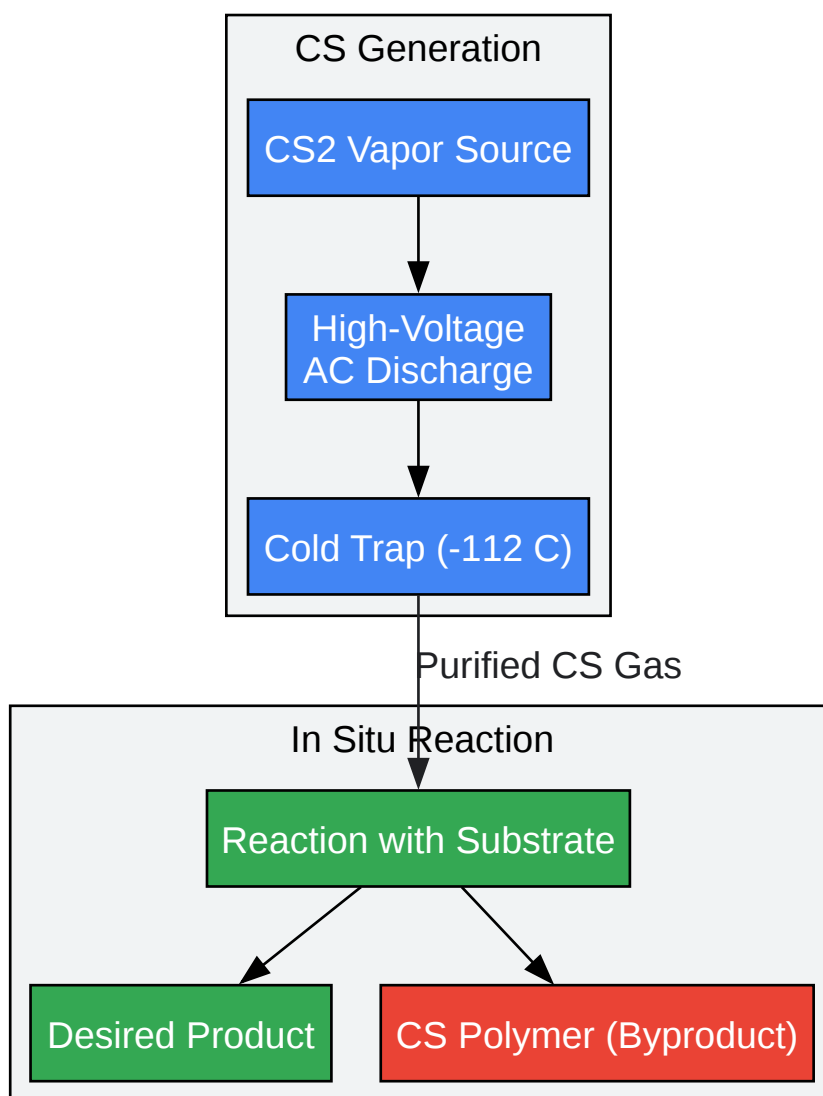 CS Generation
CS2 Vapor Source
High-Voltage
AC Discharge
Cold Trap (-112 C)
Purified CS Gas
In Situ Reaction
Reaction with Substrate
Desired Product
CS Polymer (Byproduct)